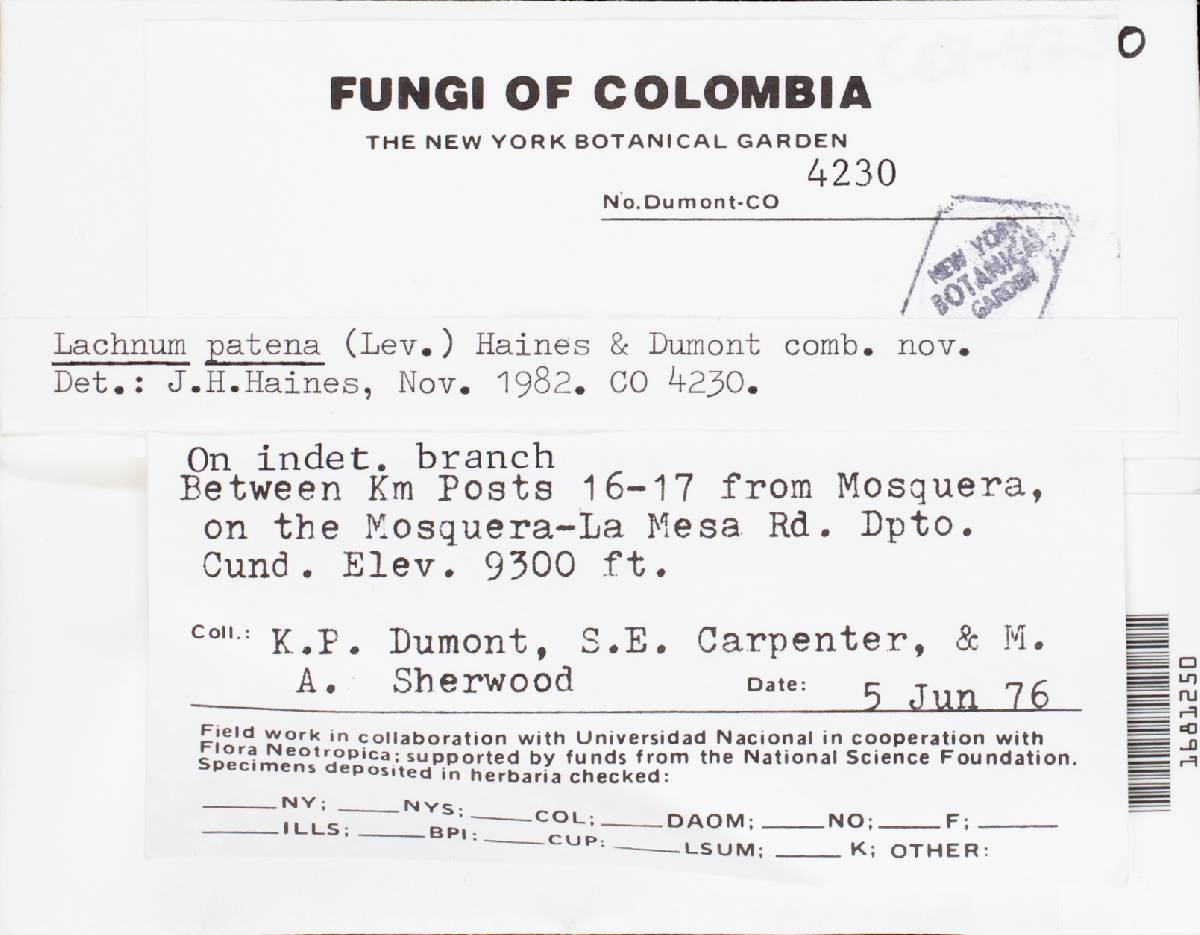 FUNGI OF COLOMBIA
THE NEW YORK BOTANICAL GARDEN
4230
No.Dumont-CO
NEW YORK
BOTANICAL
GARDEN
Lachnum patena (Lev.) Haines & Dumont comb. nov.
Det.: J.H.Haines, Nov. 1982. CO 4230.
On indet. branch
Between Km Posts 16-17 from Mosquera,
on the Mosquera-La Mesa Rd. Dpto.
Cund. Elev. 9300 ft.
Coll.: K.P. Dumont, S.E. Carpenter, & M.
A. Sherwood Date: 5 Jun 76
Field work in collaboration with Universidad Nacional in cooperation with
Flora Neotropica; supported by funds from the National Science Foundation.
Specimens deposited in herbaria checked:
NY; NYS; COL; DAOM; NO; F;
ILLS; BPI: CUP: LSUM; K; OTHER:
01681250